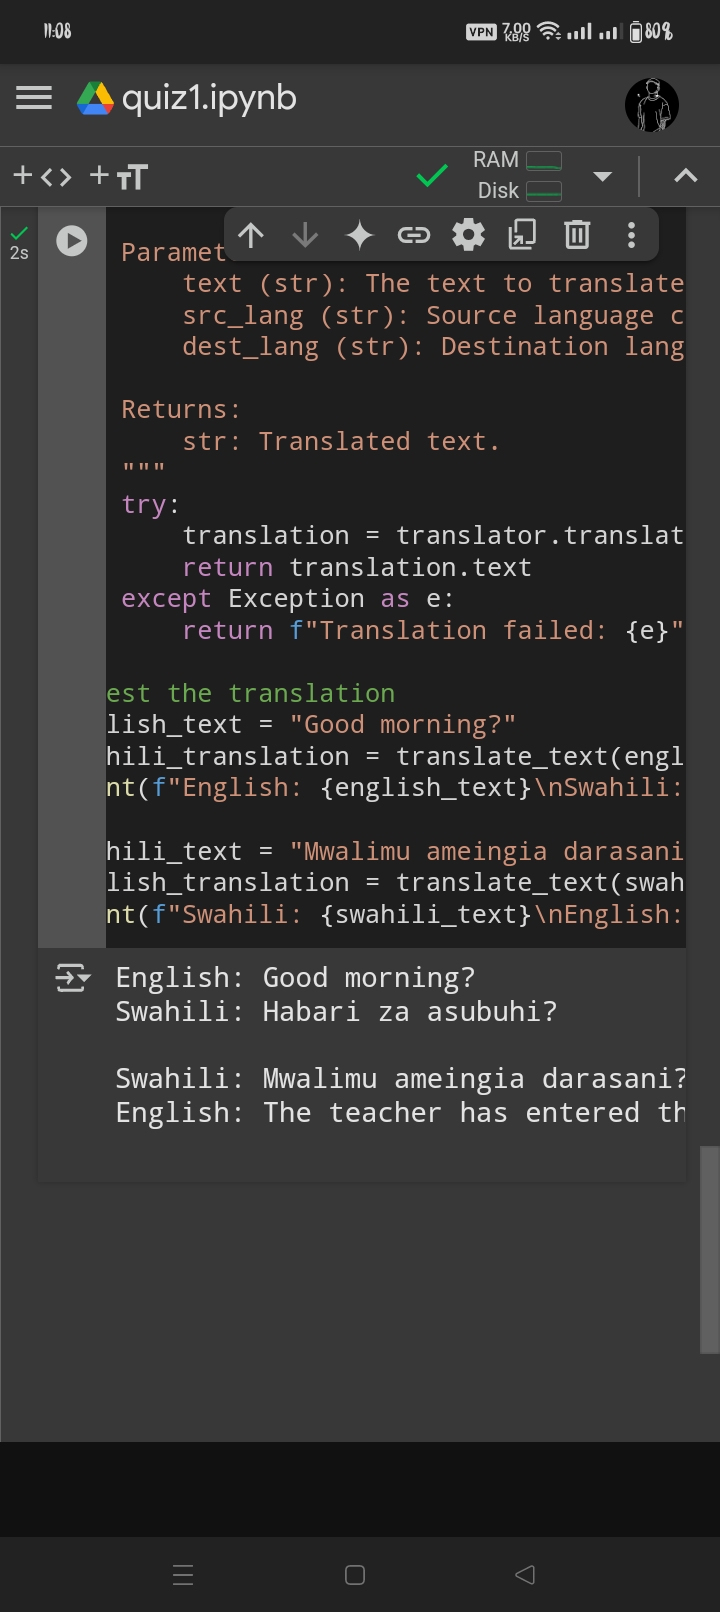 11:08
VPN 7.00 KB/S 80%
quiz1.ipynb
+ <> + TT
RAM
Disk
2s
Paramet
text (str): The text to translate
src_lang (str): Source language c
dest_lang (str): Destination lang
Returns:
str: Translated text.
"""
try:
translation = translator.translat
return translation.text
except Exception as e:
return f"Translation failed: {e}"
est the translation
lish_text = "Good morning?"
hili_translation = translate_text(engl
nt(f"English: {english_text}\nSwahili:
hili_text = "Mwalimu ameingia darasani
lish_translation = translate_text(swah
nt(f"Swahili: {swahili_text}\nEnglish:
English: Good morning?
Swahili: Habari za asubuhi?
Swahili: Mwalimu ameingia darasani?
English: The teacher has entered th